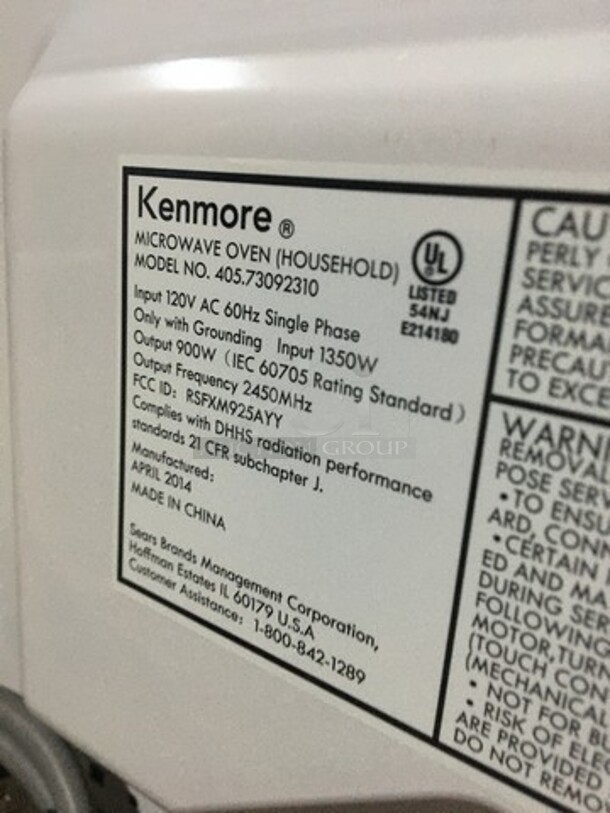 Kenmore ®
MICROWAVE OVEN (HOUSEHOLD)
MODEL NO. 405.73092310
UL
LISTED
54NJ
E214180
Input 120V AC 60Hz Single Phase
Only with Grounding Input 1350W
Output 900W (IEC 60705 Rating Standard)
Output Frequency 2450MHz
FCC ID: RSFXM925AYY
Complies with DHHS radiation performance
standards 21 CFR subchapter J.
Manufactured:
APRIL 2014
MADE IN CHINA
Sears Brands Management Corporation,
Hoffman Estates IL 60179 U.S.A
Customer Assistance: 1-800-842-1289
GROUP
CAU
PERLY
SERVIC
ASSURE
FORMA
PRECAU
TO EXCE
WARNI
REMOVAL
POSE SERV
• TO ENSU
ARD, CONN
• CERTAIN
ED AND MA
DURING SER
FOLLOWING
MOTOR, TURN
(TOUCH CON
(MECHANICAL
• NOT FOR BU
• RISK OF ELEC
ARE PROVIDED
DO NOT REMOV